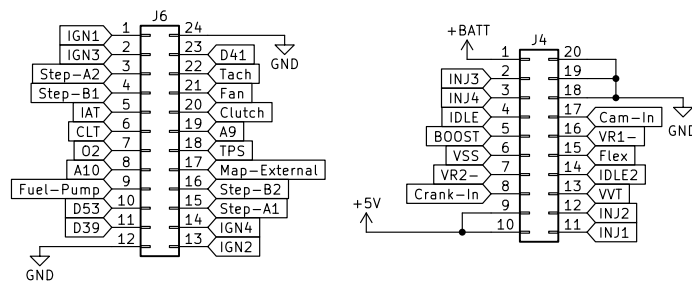 J6
IGN1 1 24
GND
IGN3 2 23 D41
Step-A2 3 22 Tach
Step-B1 4 21 Fan
IAT 5 20 Clutch
CLT 6 19 A9
O2 7 18 TPS
A10 8 17 Map-External
Fuel-Pump 9 16 Step-B2
D53 10 15 Step-A1
D39 11 14 IGN4
12 13 IGN2
GND
J4
+BATT
1 20
INJ3 2 19
INJ4 3 18
GND
IDLE 4 17 Cam-In
BOOST 5 16 VR1-
VSS 6 15 Flex
VR2- 7 14 IDLE2
Crank-In 8 13 VVT
+5V
9 12 INJ2
10 11 INJ1